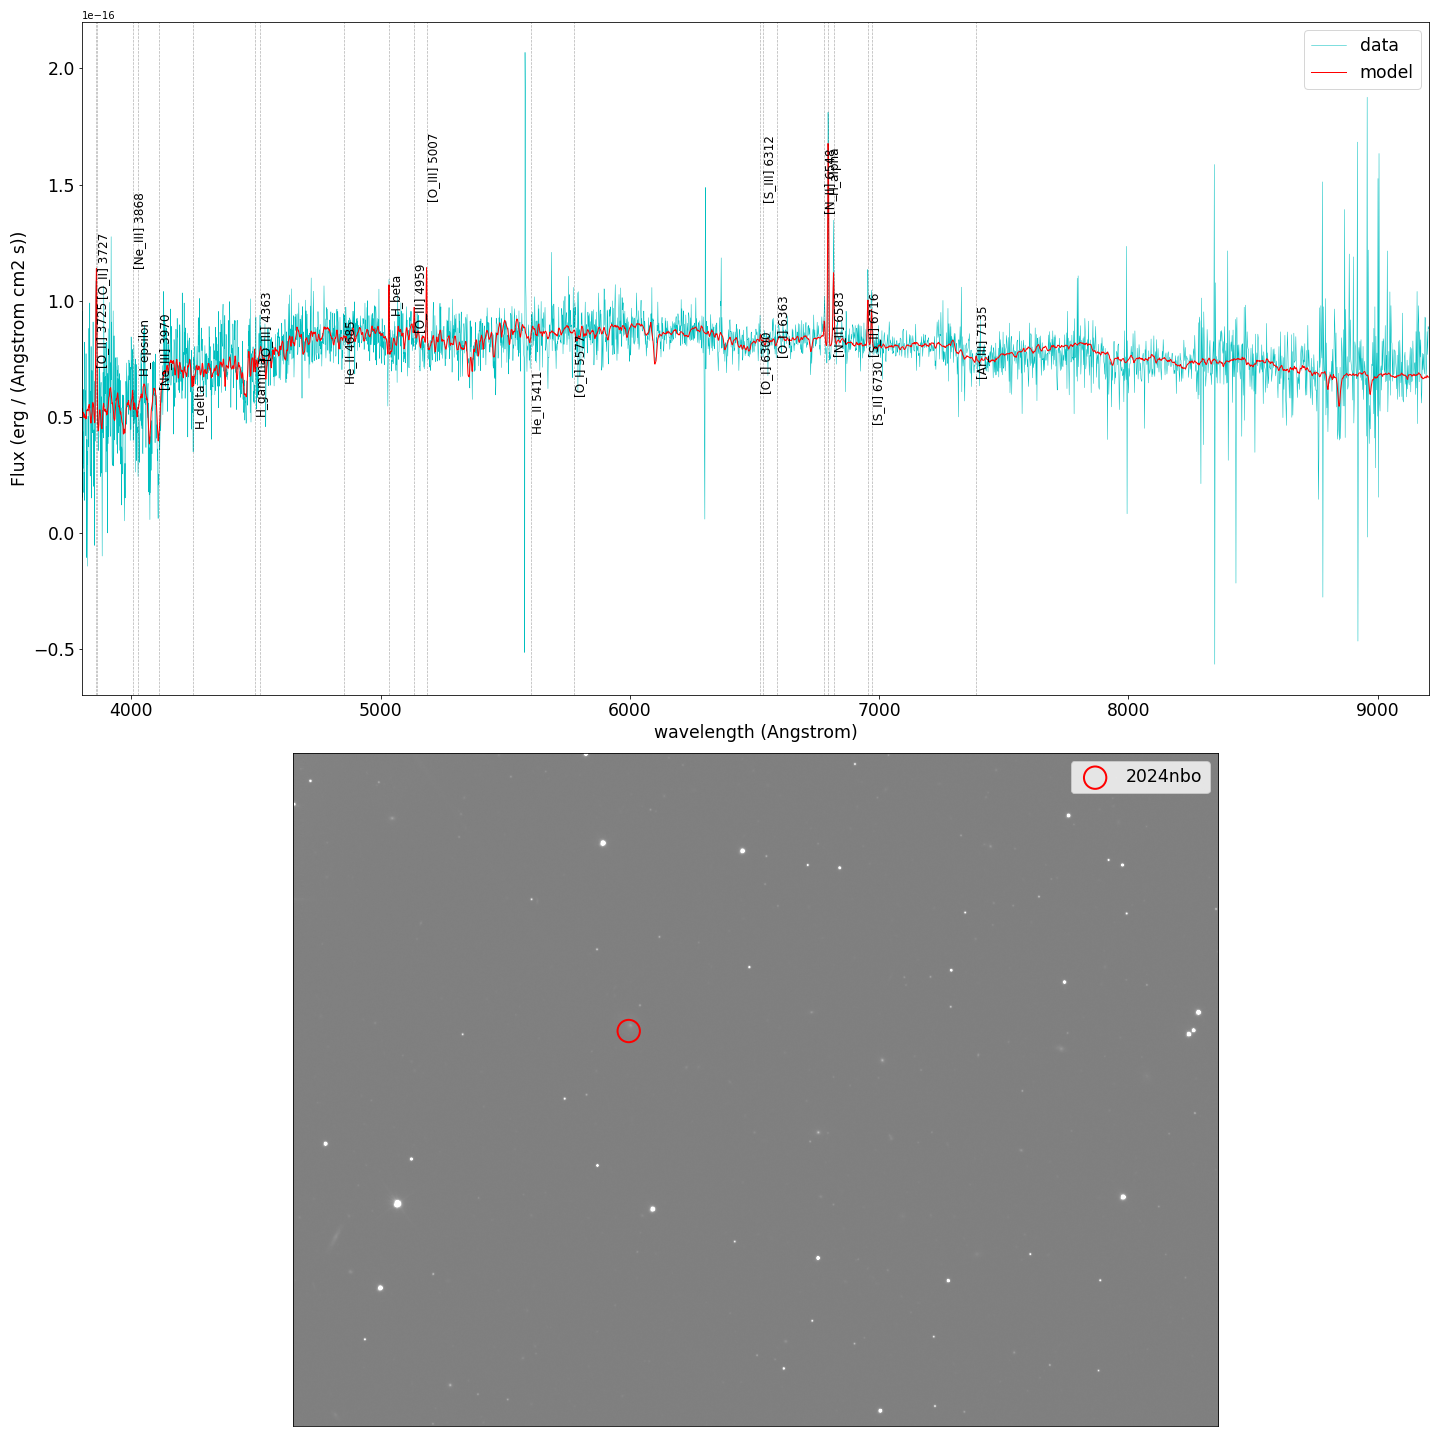 1e−16
data
model
Flux (erg / (Angstrom cm2 s))
2.0
1.5
1.0
0.5
0.0
−0.5
[O_II] 3725
[O_II] 3727
[Ne_III] 3868
H_epsilon
[Ne_III] 3970
H_delta
H_gamma
[O_III] 4363
He_II 4685
H_beta
[O_III] 4959
[O_III] 5007
He_II 5411
[O_I] 5577
[O_I] 6300
[S_III] 6312
[O_I] 6363
[N_II] 6548
H_alpha
[N_II] 6583
[S_II] 6716
[S_II] 6730
[Ar_III] 7135
4000 5000 6000 7000 8000 9000
wavelength (Angstrom)
2024nbo